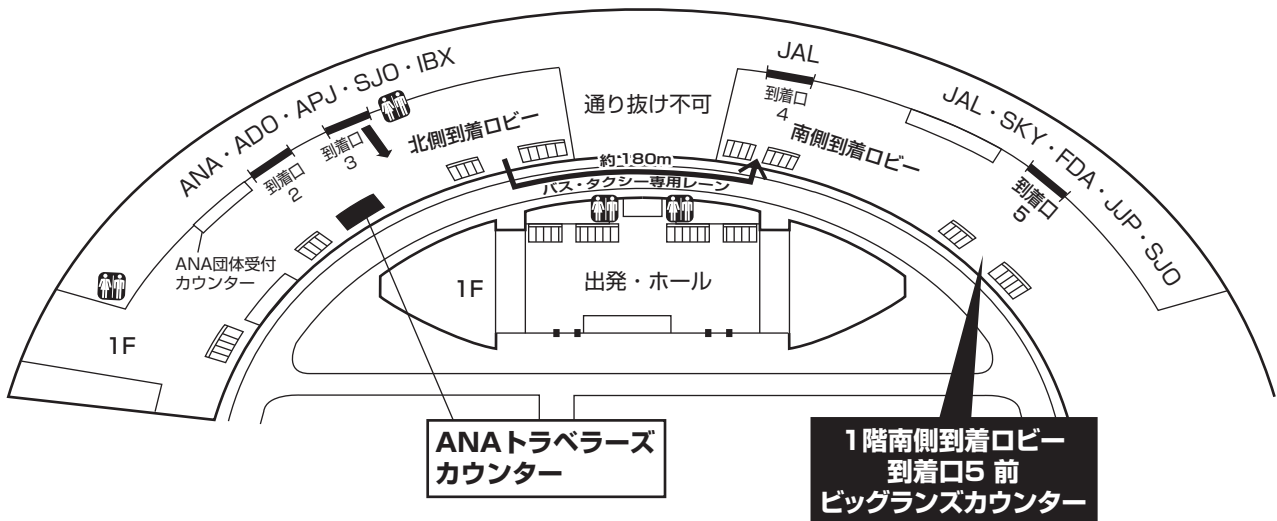 ANA・ADO・APJ・SJO・IBX
到着口
2
到着口
3
北側到着ロビー
通り抜け不可
JAL
到着口
4
南側到着ロビー
JAL・SKY・FDA・JJP・SJO
到着口
5
約180m
バス・タクシー専用レーン
ANA団体受付
カウンター
1F
1F
出発・ホール
ANAトラベラーズ
カウンター
1階南側到着ロビー
到着口5 前
ビッグランズカウンター